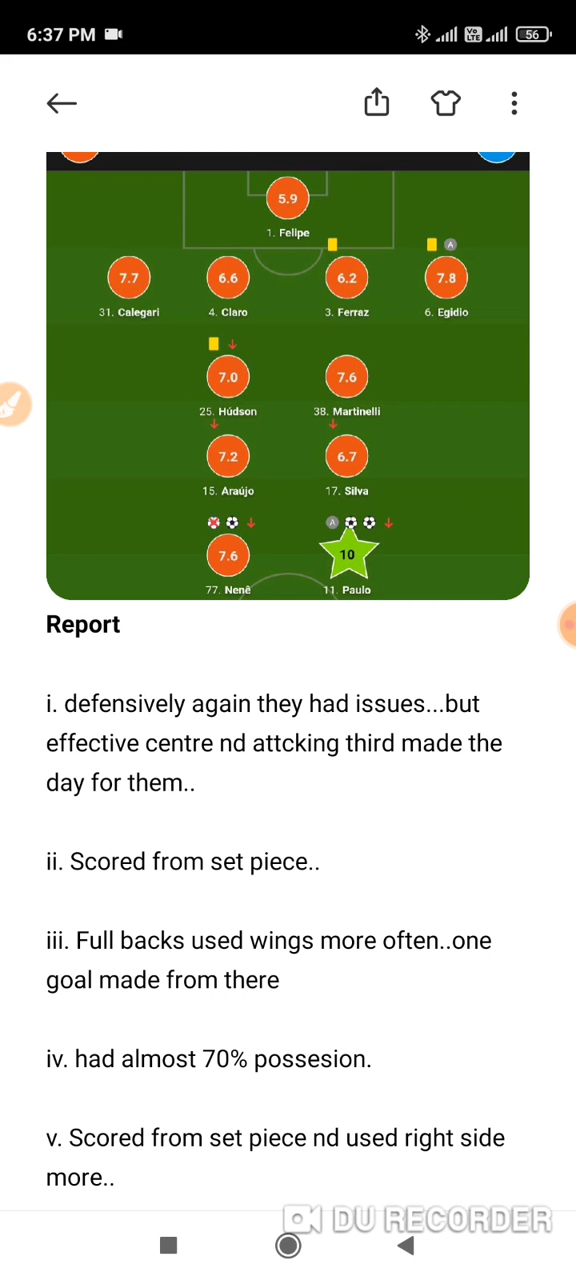 6:37 PM
Vo LTE
56
5.9
1. Felipe
A
7.7
6.6
6.2
7.8
31. Calegari
4. Claro
3. Ferraz
6. Egidio
7.0
7.6
25. Húdson
38. Martinelli
7.2
6.7
15. Araújo
17. Silva
A
7.6
10
77. Nenê
11. Paulo
Report
i. defensively again they had issues...but
effective centre nd attcking third made the
day for them..
ii. Scored from set piece..
iii. Full backs used wings more often..one
goal made from there
iv. had almost 70% possesion.
v. Scored from set piece nd used right side
more..
DU RECORDER